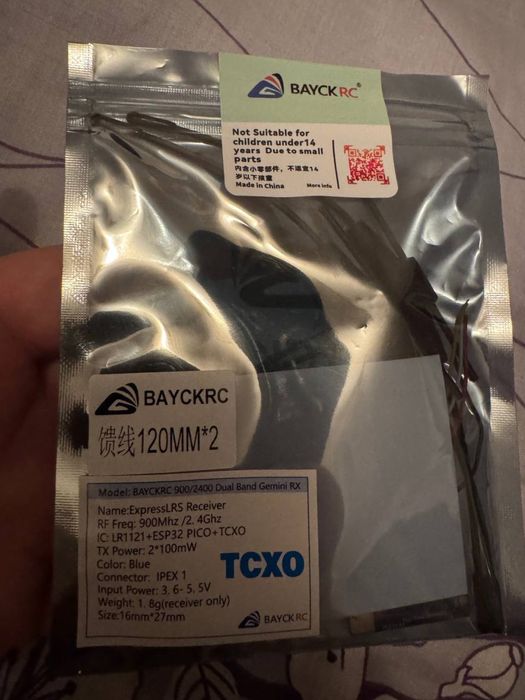 BAYCKRC®
Not Suitable for
children under14
years Due to small
parts
内含小零部件，不适宜14
岁以下孩童
Made in China
More info
BAYCKRC
馈线120MM*2
Model: BAYCKRC 900/2400 Dual Band Gemini RX
Name:ExpressLRS Receiver
RF Freq: 900Mhz /2. 4Ghz
IC: LR1121+ESP32 PICO+TCXO
TX Power: 2*100mW
Color: Blue
Connector: IPEX 1
Input Power: 3. 6- 5. 5V
Weight: 1. 8g(receiver only)
Size:16mm*27mm
TCXO
BAYCKRC